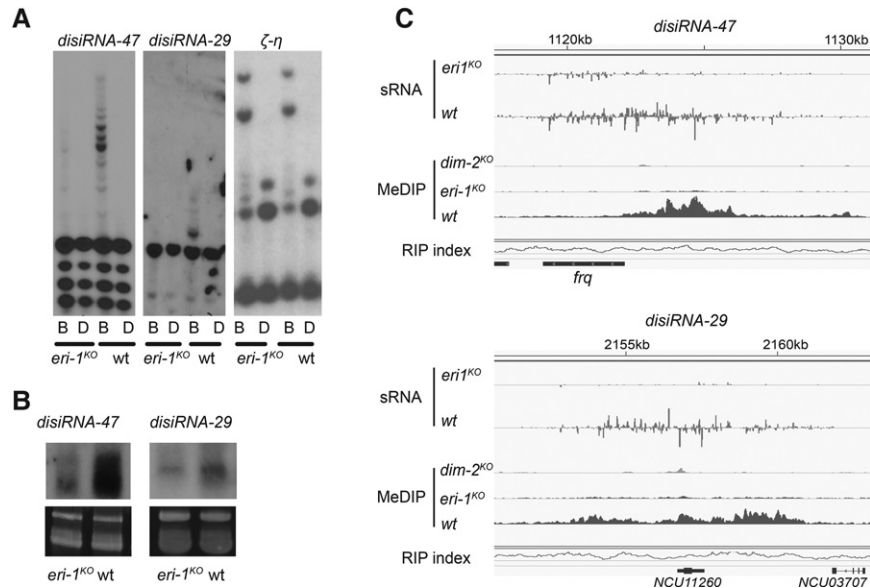 A
disiRNA-47 disiRNA-29 ζ-η
B D B D B D B D B D B D
eri-1KO wt eri-1KO wt eri-1KO wt
B
disiRNA-47 disiRNA-29
eri-1KO wt eri-1KO wt
C
disiRNA-47
1120kb 1130kb
sRNA
eri1KO
wt
MeDIP
dim-2KO
eri-1KO
wt
RIP index
frq
disiRNA-29
2155kb 2160kb
sRNA
eri1KO
wt
MeDIP
dim-2KO
eri-1KO
wt
RIP index
NCU11260 NCU03707